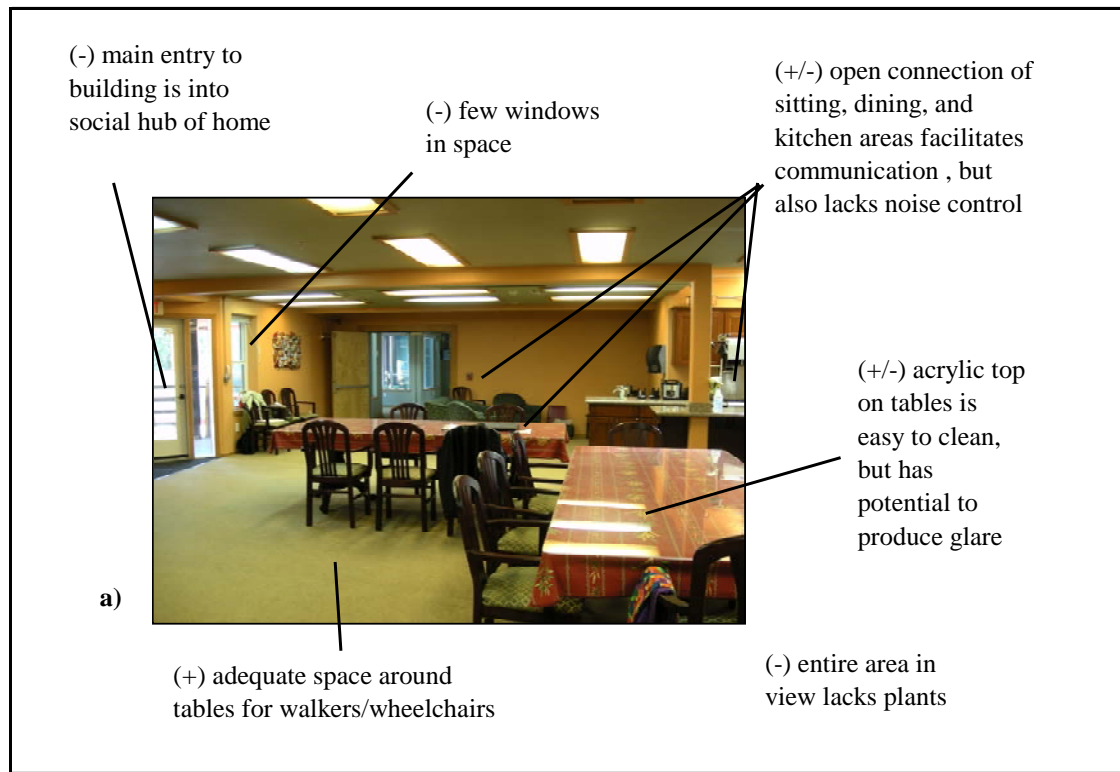 (-) main entry to
building is into
social hub of home
(-) few windows
in space
(+/-) open connection of
sitting, dining, and
kitchen areas facilitates
communication , but
also lacks noise control
(+/-) acrylic top
on tables is
easy to clean,
but has
potential to
produce glare
a)
(+) adequate space around
tables for walkers/wheelchairs
(-) entire area in
view lacks plants